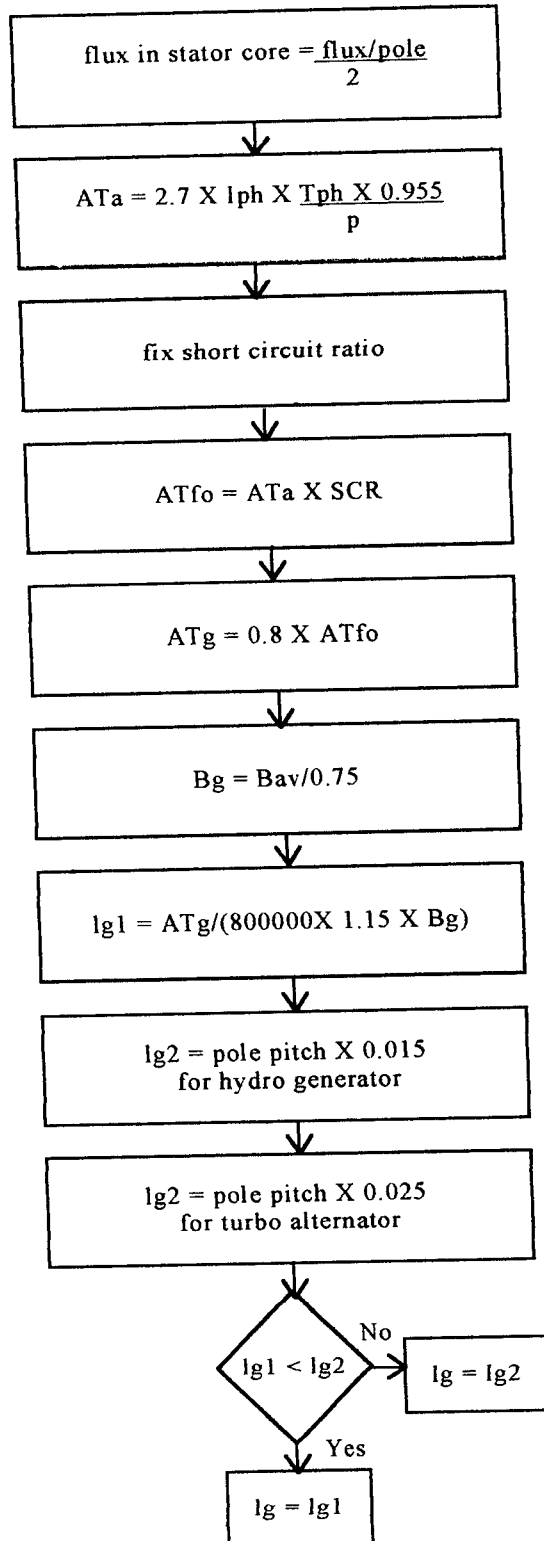 flux in stator core = flux/pole
2
ATa = 2.7 X Iph X Tph X 0.955
p
fix short circuit ratio
ATfo = ATa X SCR
ATg = 0.8 X ATfo
Bg = Bav/0.75
lg1 = ATg/(800000X 1.15 X Bg)
lg2 = pole pitch X 0.015
for hydro generator
lg2 = pole pitch X 0.025
for turbo alternator
lg1 < lg2
No
lg = lg2
Yes
lg = lg1